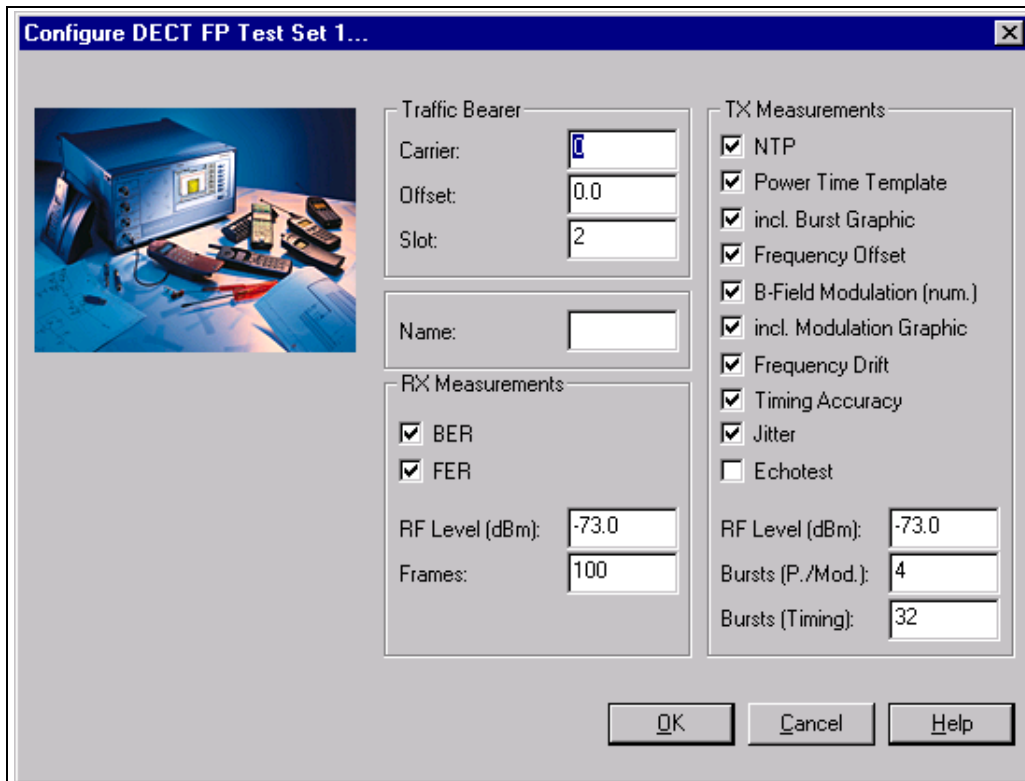 Configure DECT FP Test Set 1...
Traffic Bearer
Carrier: 0
Offset: 0.0
Slot: 2
Name:
RX Measurements
BER
FER
RF Level (dBm): -73.0
Frames: 100
TX Measurements
NTP
Power Time Template
incl. Burst Graphic
Frequency Offset
B-Field Modulation (num.)
incl. Modulation Graphic
Frequency Drift
Timing Accuracy
Jitter
Echotest
RF Level (dBm): -73.0
Bursts (P./Mod.): 4
Bursts (Timing): 32
OK Cancel Help